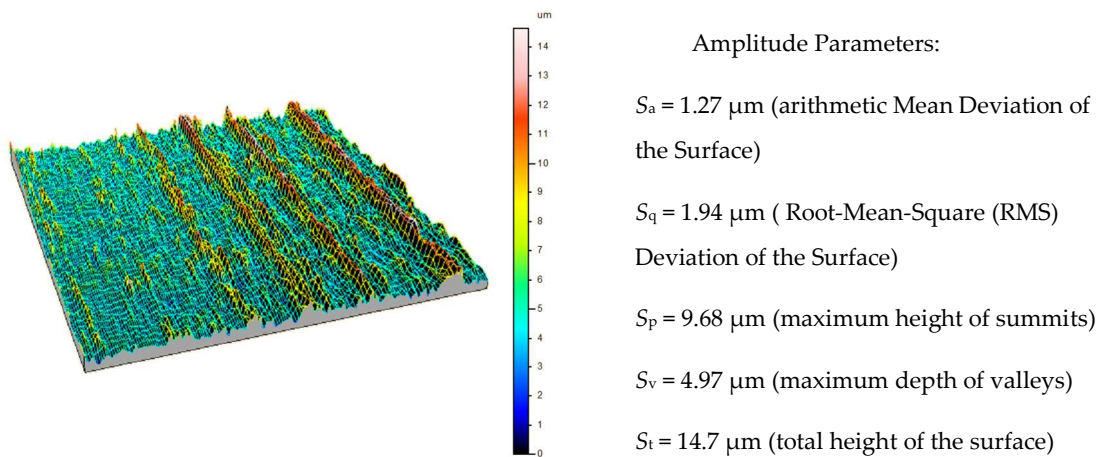 um
14
13
12
11
10
9
8
7
6
5
4
3
2
1
0
Amplitude Parameters:
Sa = 1.27 µm (arithmetic Mean Deviation of
the Surface)
Sq = 1.94 µm ( Root-Mean-Square (RMS)
Deviation of the Surface)
Sp = 9.68 µm (maximum height of summits)
Sv = 4.97 µm (maximum depth of valleys)
St = 14.7 µm (total height of the surface)